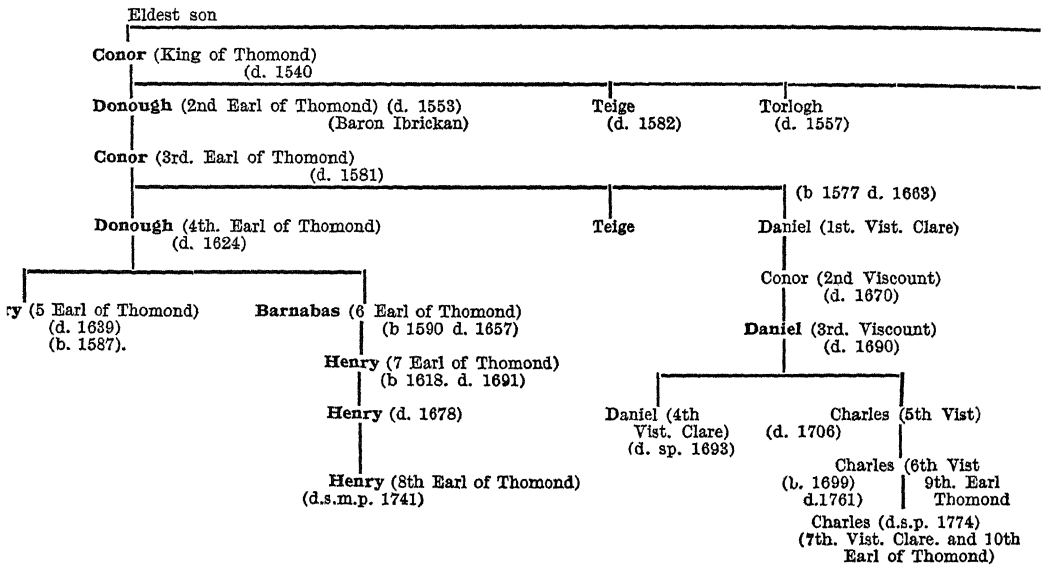 Eldest son
Conor (King of Thomond)
(d. 1540
Donough (2nd Earl of Thomond) (d. 1553)
(Baron Ibrickan)
Teige
(d. 1582)
Torlogh
(d. 1557)
Conor (3rd. Earl of Thomond)
(d. 1581)
(b 1577 d. 1663)
Donough (4th. Earl of Thomond)
(d. 1624)
Teige
Daniel (1st. Vist. Clare)
Conor (2nd Viscount)
(d. 1670)
Daniel (3rd. Viscount)
(d. 1690)
ry (5 Earl of Thomond)
(d. 1639)
(b. 1587).
Barnabas (6 Earl of Thomond)
(b 1590 d. 1657)
Henry (7 Earl of Thomond)
(b 1618. d. 1691)
Henry (d. 1678)
Henry (8th Earl of Thomond)
(d.s.m.p. 1741)
Daniel (4th
Vist. Clare)
(d. sp. 1693)
Charles (5th Vist)
(d. 1706)
Charles (6th Vist
(b. 1699) 9th. Earl
d.1761) Thomond
Charles (d.s.p. 1774)
(7th. Vist. Clare. and 10th
Earl of Thomond)